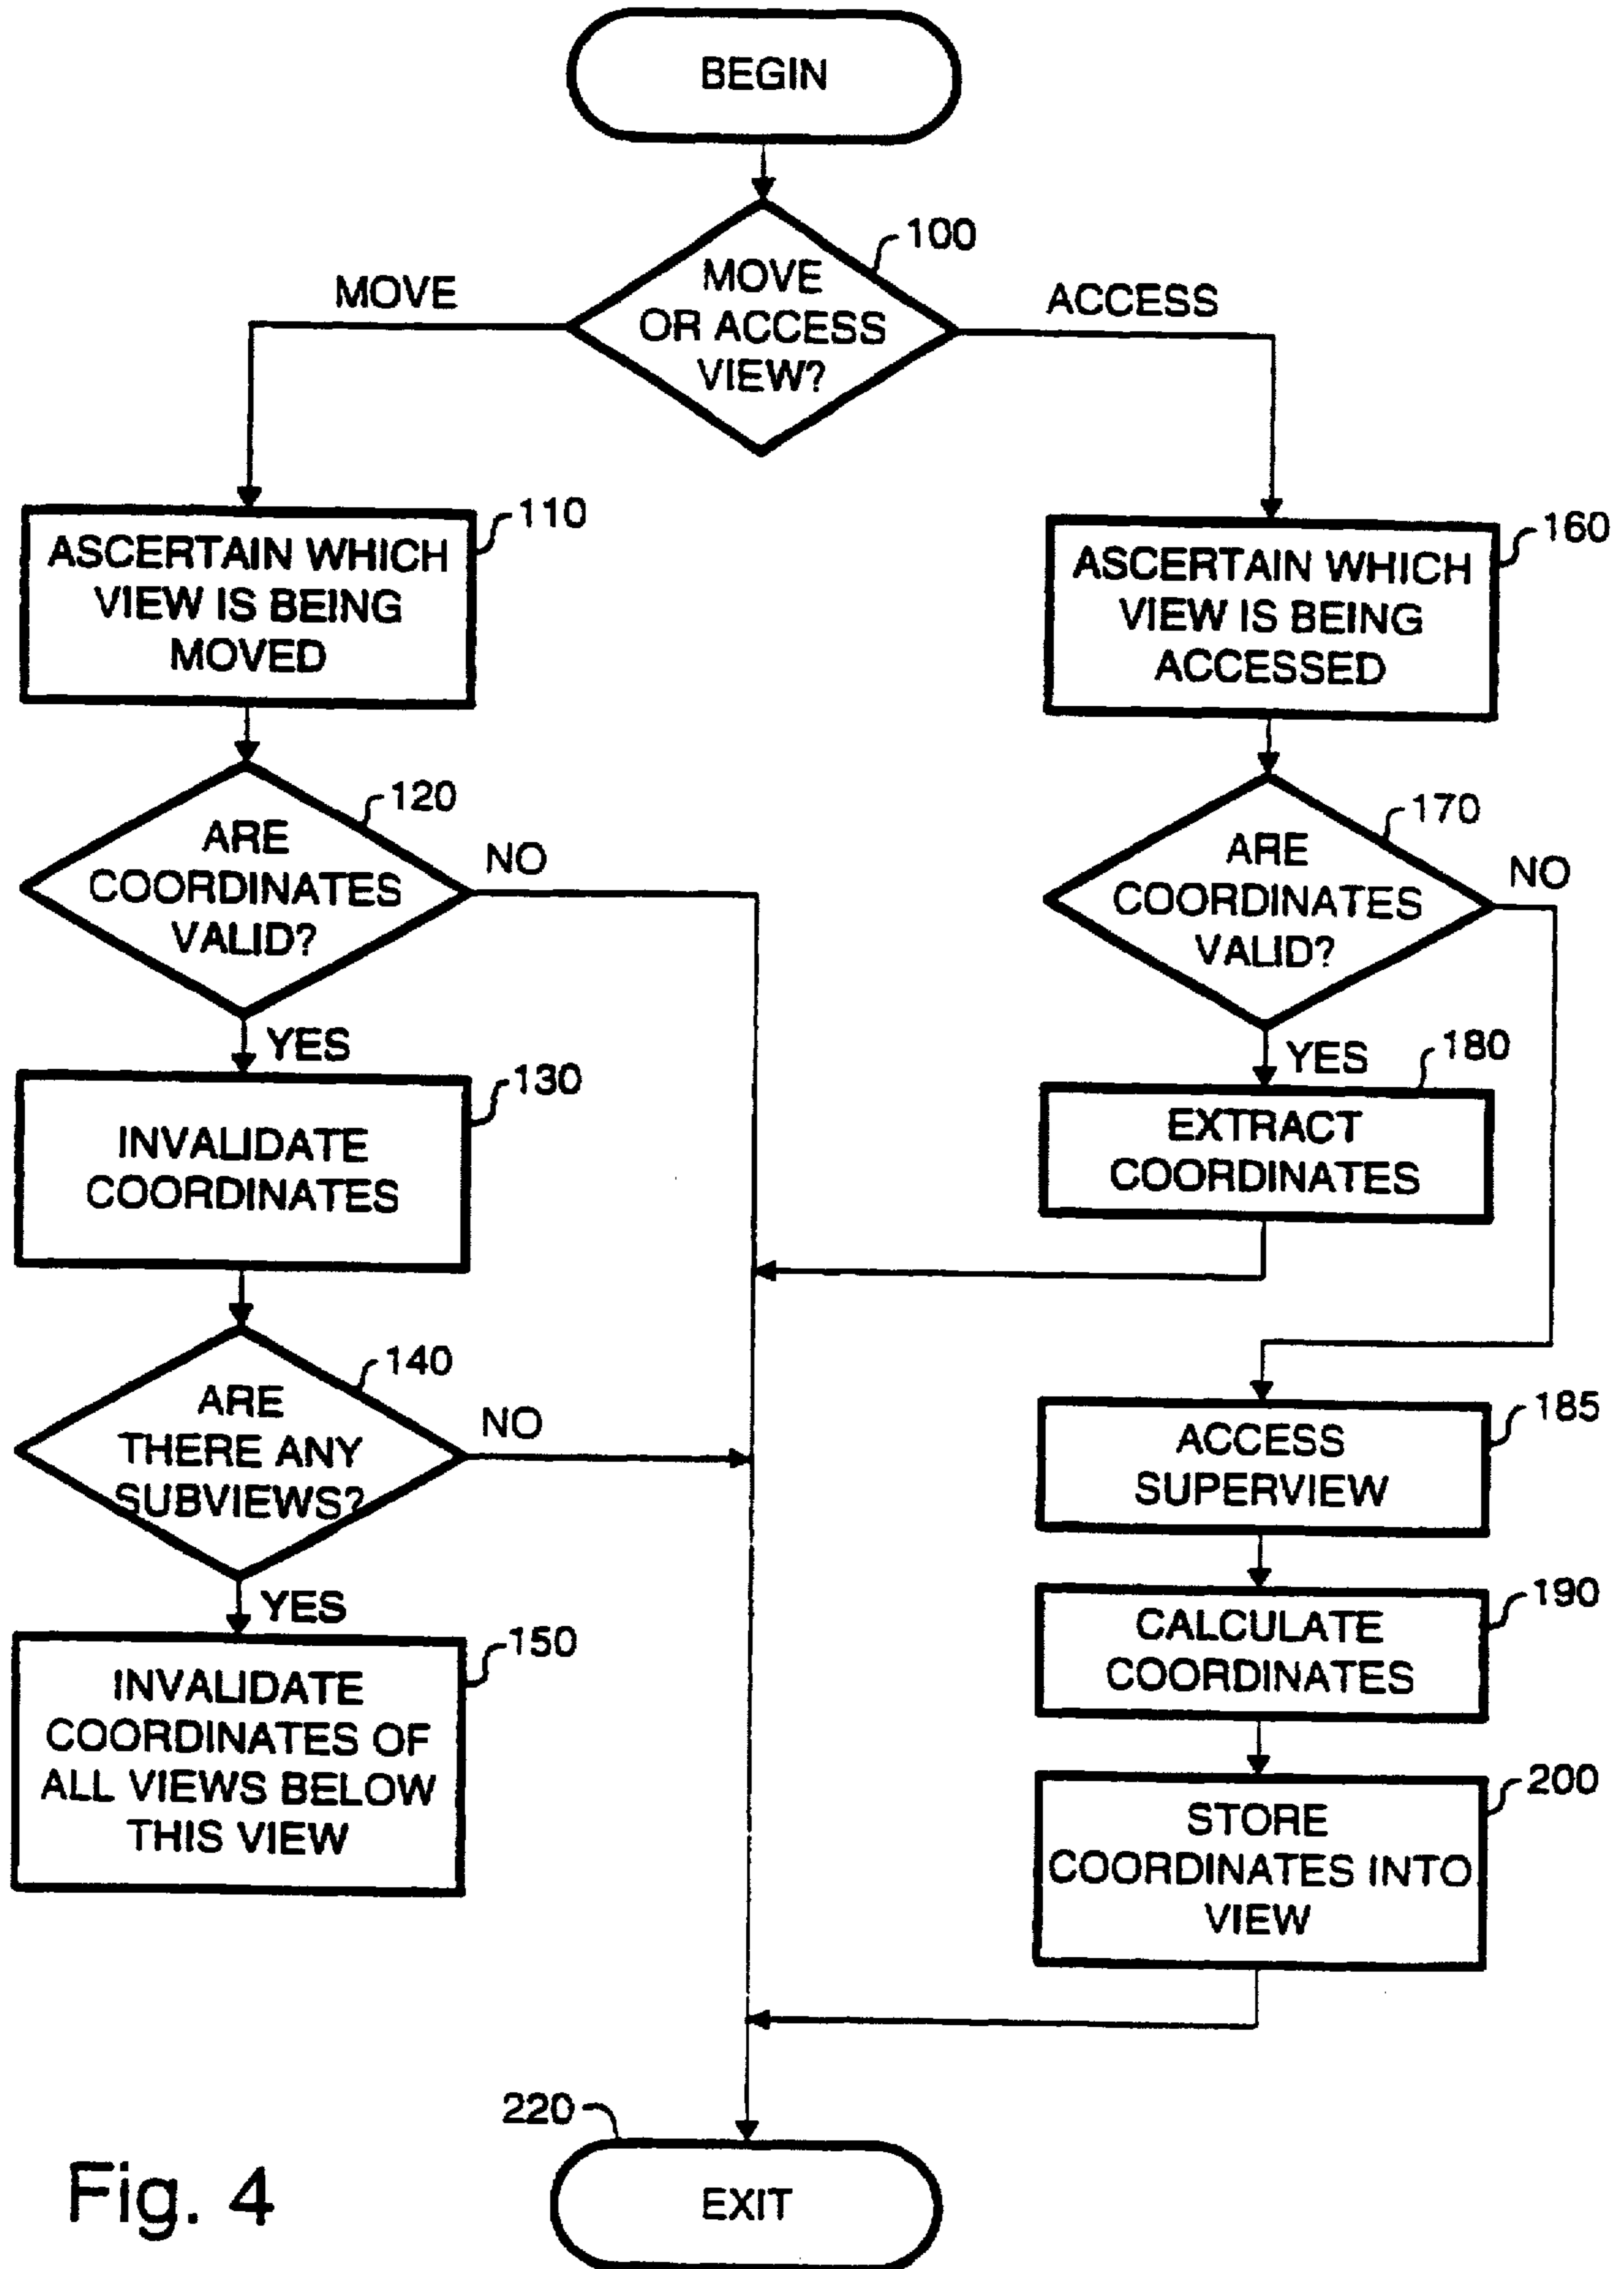 BEGIN
100
MOVE
OR ACCESS
VIEW?
MOVE
ACCESS
110
ASCERTAIN WHICH
VIEW IS BEING
MOVED
160
ASCERTAIN WHICH
VIEW IS BEING
ACCESSED
120
ARE
COORDINATES
VALID?
NO
YES
170
ARE
COORDINATES
VALID?
NO
YES
130
INVALIDATE
COORDINATES
180
EXTRACT
COORDINATES
140
ARE
THERE ANY
SUBVIEWS?
NO
YES
185
ACCESS
SUPERVIEW
190
CALCULATE
COORDINATES
150
INVALIDATE
COORDINATES OF
ALL VIEWS BELOW
THIS VIEW
200
STORE
COORDINATES INTO
VIEW
220
EXIT
Fig. 4